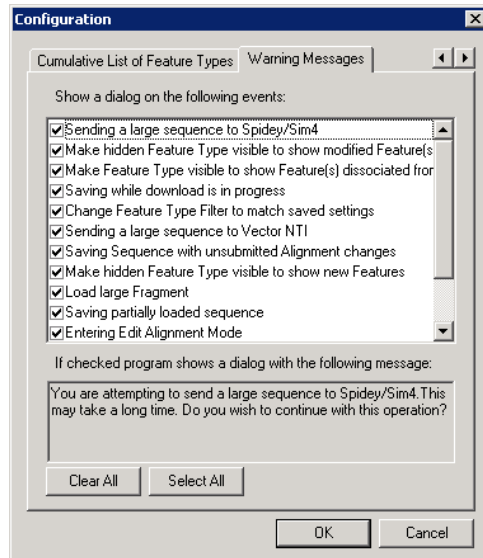 Configuration
Cumulative List of Feature Types
Warning Messages
Show a dialog on the following events:
Sending a large sequence to Spidey/Sim4
Make hidden Feature Type visible to show modified Feature(s
Make Feature Type visible to show Feature(s) dissociated from
Saving while download is in progress
Change Feature Type Filter to match saved settings
Sending a large sequence to Vector NTI
Saving Sequence with unsubmitted Alignment changes
Make hidden Feature Type visible to show new Features
Load large Fragment
Saving partially loaded sequence
Entering Edit Alignment Mode
If checked program shows a dialog with the following message:
You are attempting to send a large sequence to Spidey/Sim4.This
may take a long time. Do you wish to continue with this operation?
Clear All
Select All
OK
Cancel